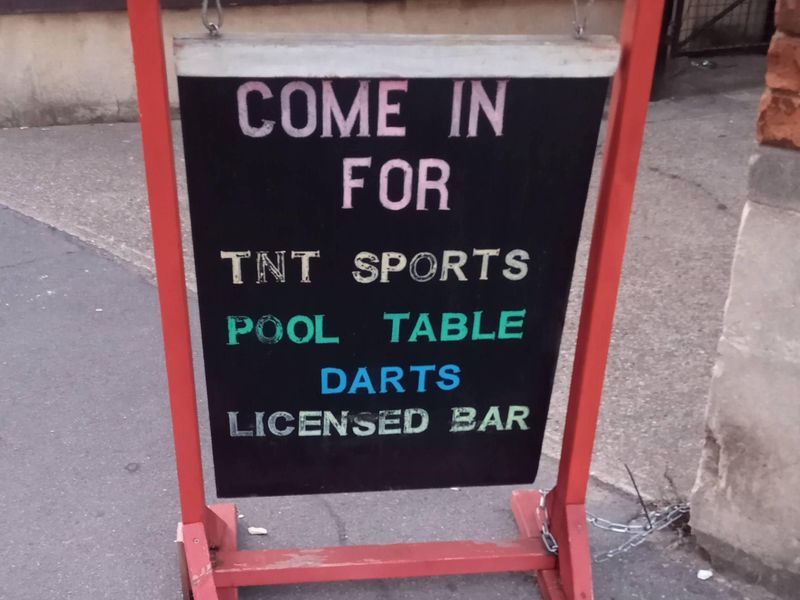 COME IN
FOR
TNT SPORTS
POOL TABLE
DARTS
LICENSED BAR